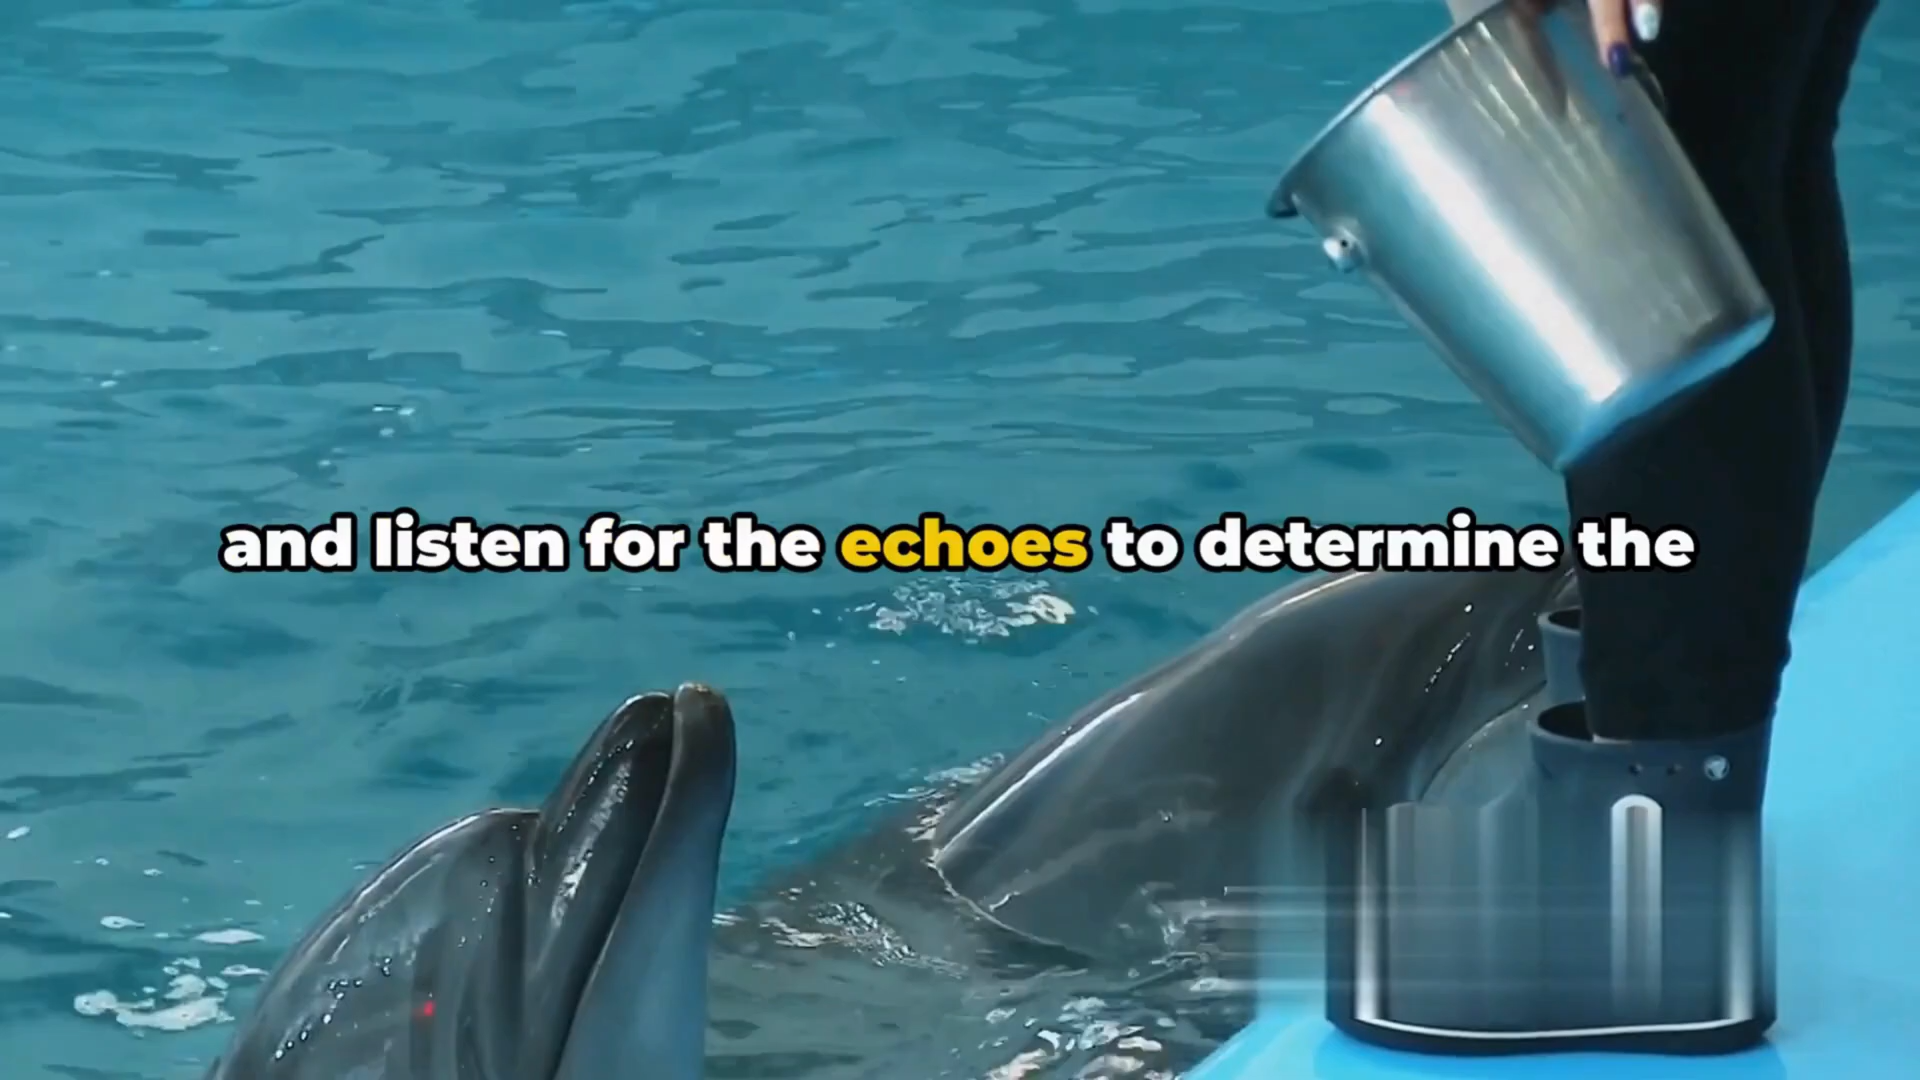 and listen for the echoes to determine the